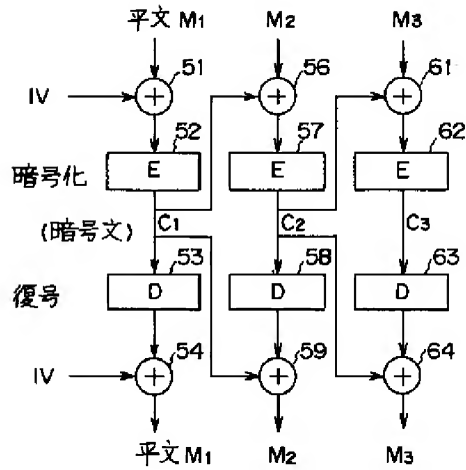 平文 M1 M2 M3
51 56 61
IV + + +
52 57 62
暗号化 E E E
(暗号文) C1 C2 C3
53 58 63
復号 D D D
54 59 64
IV + + +
平文 M1 M2 M3